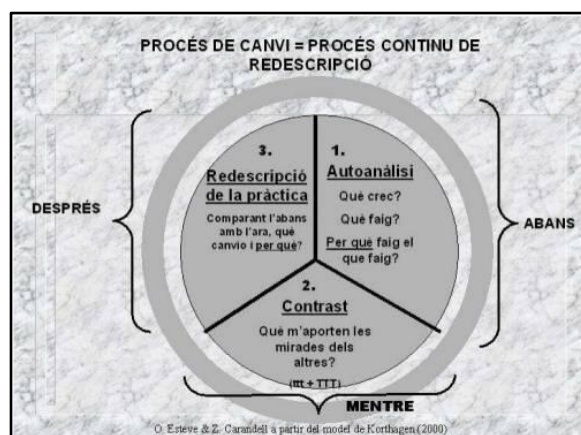 PROCÉS DE CANVI = PROCÉS CONTINU DE
REDESCRIPCIÓ
3.
Redescripció
de la pràctica
Comparant l'abans
amb l'ara, què
canvio i per què?
1.
Autoanàlisi
Què crec?
Què faig?
Per què faig el
que faig?
DESPRÉS
ABANS
2.
Contrast
Què m'aporten les
mirades dels
altres?
(ttt + TTT)
MENTRE
O. Esteve & Z. Carandell a partir del model de Korthagen (2000)